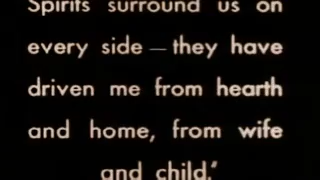 Spirits surround us on
every side — they have
driven me from hearth
and home, from wife
and child."